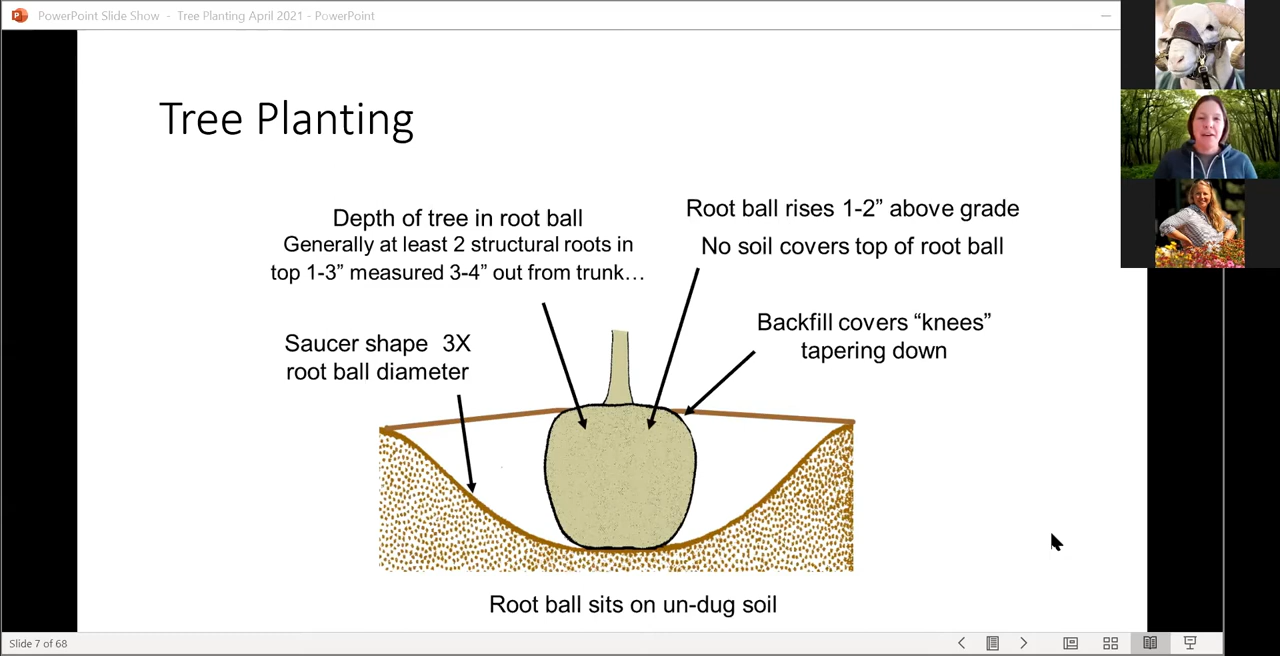 PowerPoint Slide Show - Tree Planting April 2021 - PowerPoint
Tree Planting
Depth of tree in root ball
Generally at least 2 structural roots in
top 1-3” measured 3-4” out from trunk…
Root ball rises 1-2” above grade
No soil covers top of root ball
Backfill covers “knees”
tapering down
Saucer shape 3X
root ball diameter
Root ball sits on un-dug soil
Slide 7 of 68